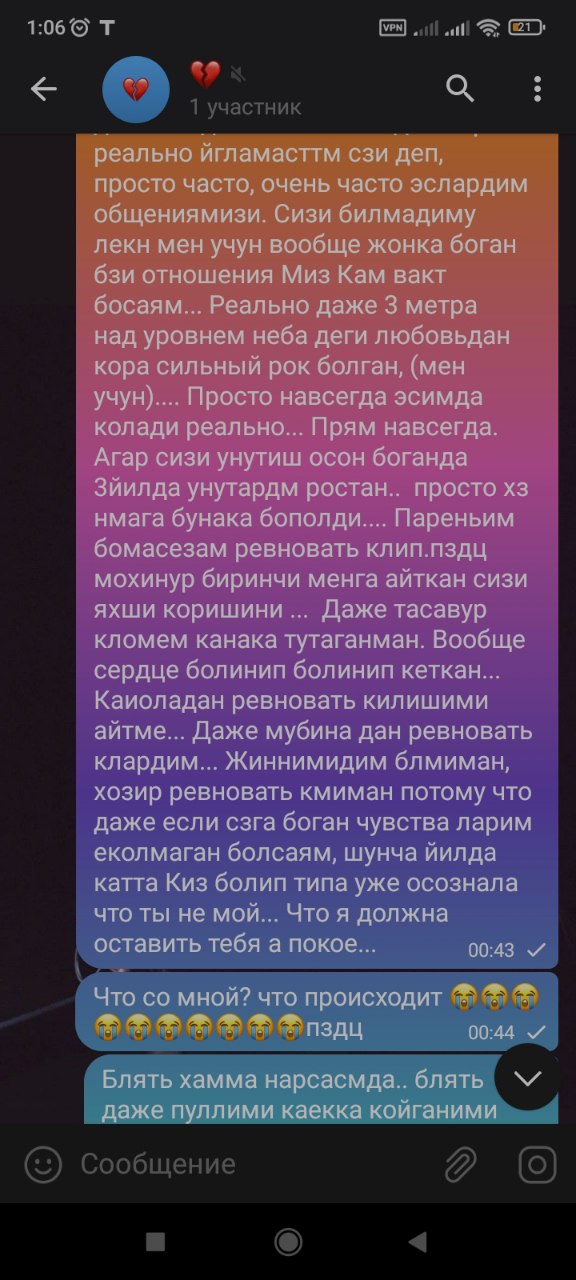 1:06 T VPN 21
1 участник
реально йгламасттм сзи деп,
просто часто, очень часто эслардим
общениямизи. Сизи билмадиму
лекн мен учун вообще жонка боган
бзи отношения Миз Кам вакт
босаям... Реально даже 3 метра
над уровнем неба деги любовьдан
кора сильный рок болган, (мен
учун).... Просто навсегда эсимда
колади реально... Прям навсегда.
Агар сизи унутиш осон боганда
3йилда унутардм ростан.. просто хз
нмага бунака бополди.... Пареньим
бомасезам ревновать клип.пздц
мохинур биринчи менга айткан сизи
яхши коришини ... Даже тасавур
кломем канака тутаганман. Вообще
сердце болинип болинип кеткан...
Каиоладан ревновать килишими
айтме... Даже мубина дан ревновать
клардим... Жиннимидим блмиман,
хозир ревновать кмиман потому что
даже если сзга боган чувства ларим
еколмаган болсаям, шунча йилда
катта Киз болип типа уже осознала
что ты не мой... Что я должна
оставить тебя а покое...
00:43
Что со мной? что происходит 😭😭😭
😭😭😭😭😭😭😭пздц
00:44
Блять хамма нарсасмда.. блять
даже пуллими каекка койганими
Сообщение